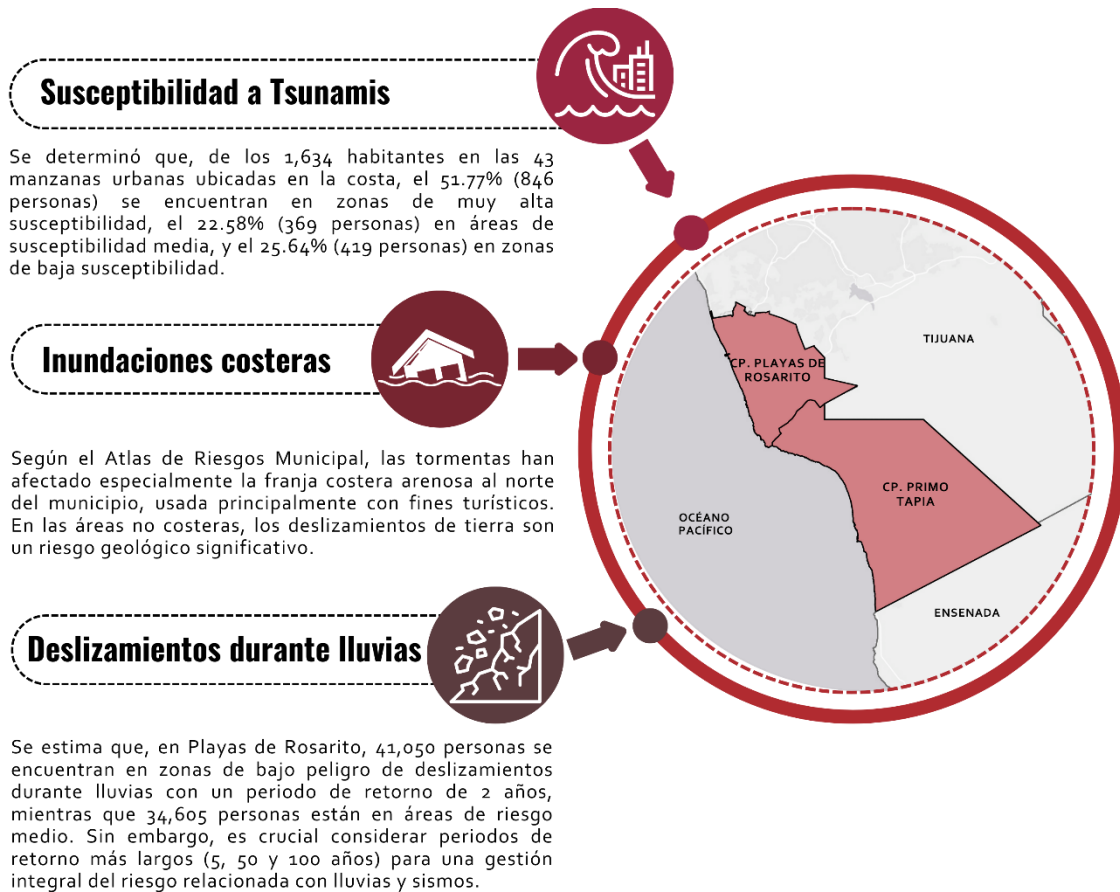 Susceptibilidad a Tsunamis
Se determinó que, de los 1,634 habitantes en las 43
manzanas urbanas ubicadas en la costa, el 51.77% (846
personas) se encuentran en zonas de muy alta
susceptibilidad, el 22.58% (369 personas) en áreas de
susceptibilidad media, y el 25.64% (419 personas) en zonas
de baja susceptibilidad.
Inundaciones costeras
Según el Atlas de Riesgos Municipal, las tormentas han
afectado especialmente la franja costera arenosa al norte
del municipio, usada principalmente con fines turísticos.
En las áreas no costeras, los deslizamientos de tierra son
un riesgo geológico significativo.
Deslizamientos durante lluvias
Se estima que, en Playas de Rosarito, 41,050 personas se
encuentran en zonas de bajo peligro de deslizamientos
durante lluvias con un periodo de retorno de 2 años,
mientras que 34,605 personas están en áreas de riesgo
medio. Sin embargo, es crucial considerar periodos de
retorno más largos (5, 50 y 100 años) para una gestión
integral del riesgo relacionada con lluvias y sismos.
TIJUANA
CP. PLAYAS DE
ROSARITO
CP. PRIMO
TAPIA
OCÉANO
PACÍFICO
ENSENADA